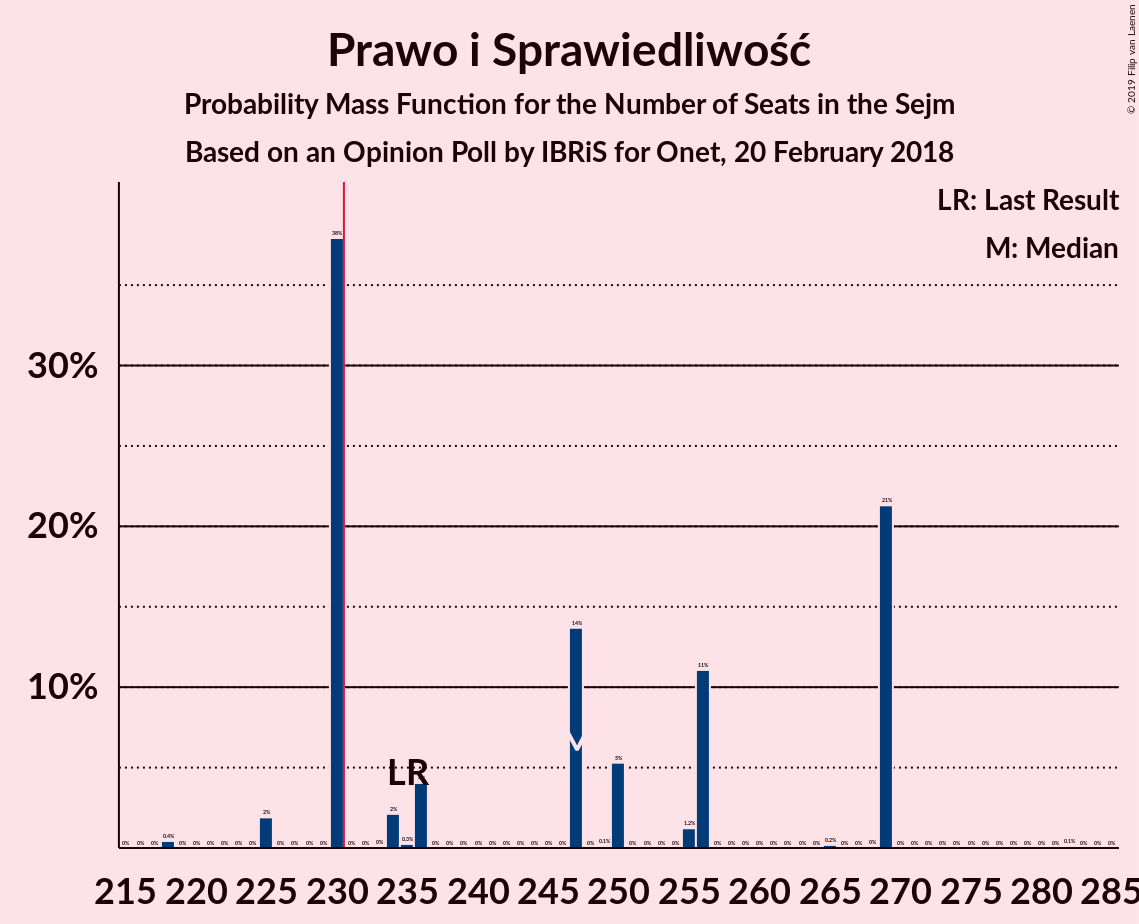 Prawo i Sprawiedliwość
Probability Mass Function for the Number of Seats in the Sejm
Based on an Opinion Poll by IBRiS for Onet, 20 February 2018
© 2019 Filip van Laenen
LR: Last Result
M: Median
30%
20%
10%
38%
21%
14%
11%
5%
2%
2%
1.2%
0.4%
0.3%
0.2%
0.1%
0.1%
LR
M
215 220 225 230 235 240 245 250 255 260 265 270 275 280 285